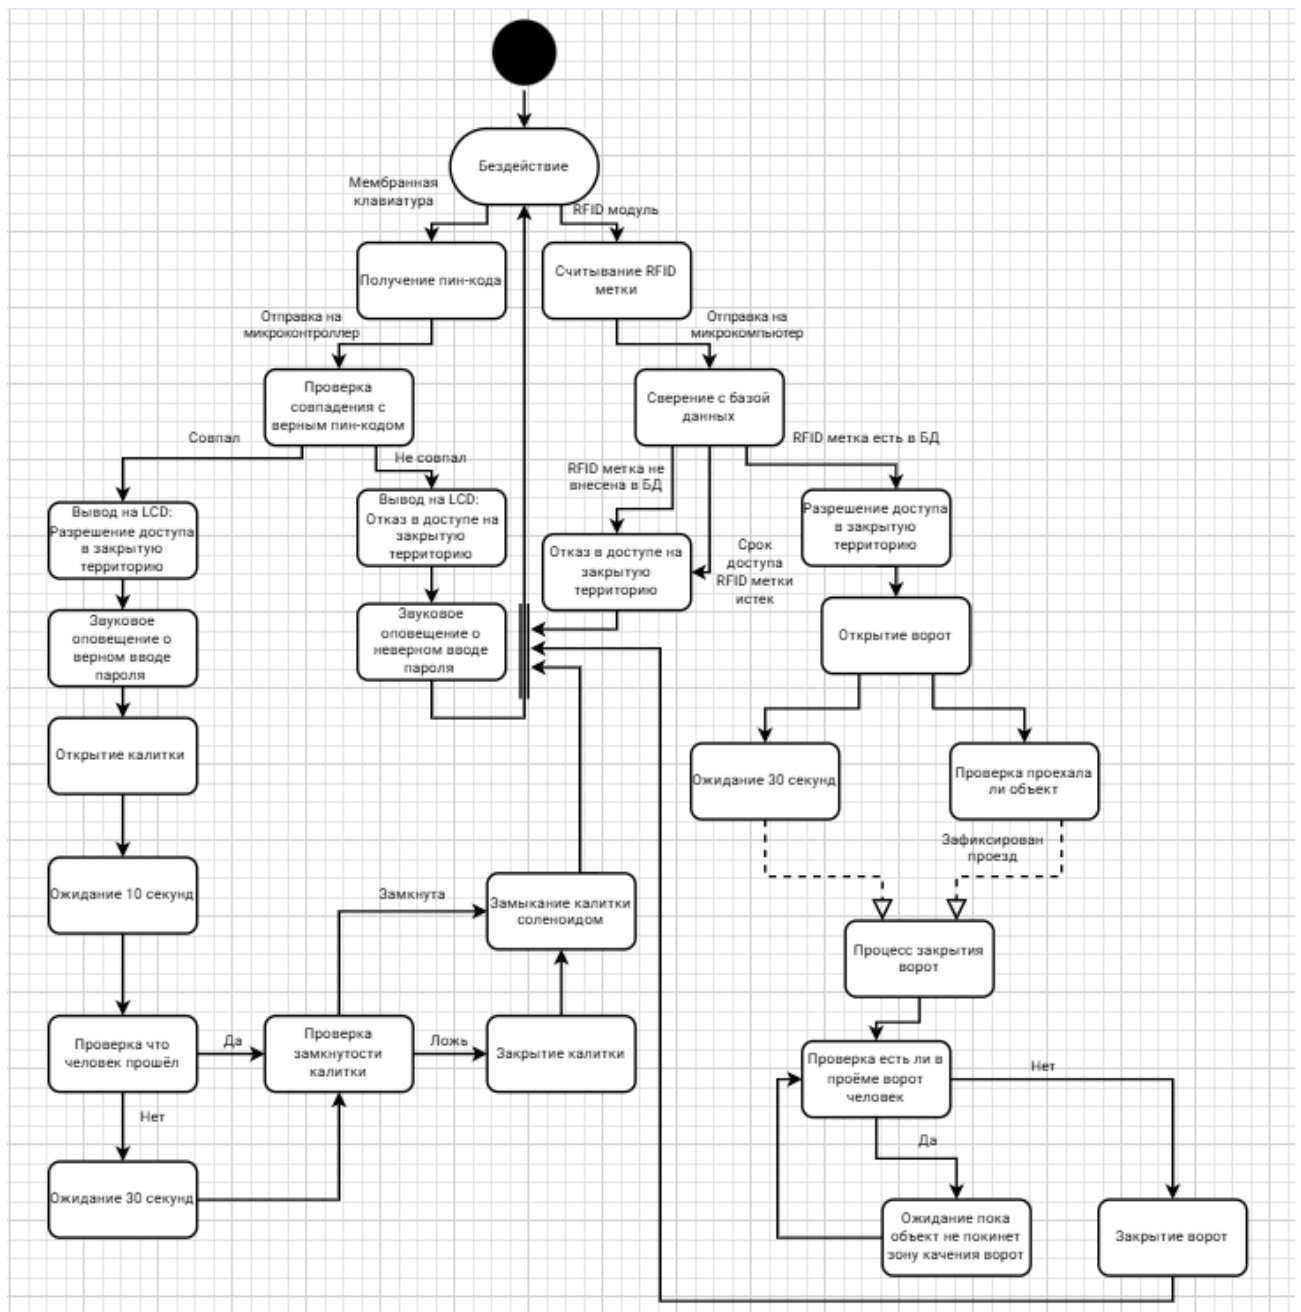 Бездействие
Мембранная
клавиатура
RFID модуль
Получение пин-кода
Считывание RFID
метки
Отправка на
микроконтроллер
Отправка на
микрокомпьютер
Проверка
совпадения с
верным пин-кодом
Сверение с базой
данных
Совпал
Не совпал
RFID метка не
внесена в БД
RFID метка есть в БД
Вывод на LCD:
Разрешение доступа
в закрытую
территорию
Вывод на LCD:
Отказ в доступе на
закрытую
территорию
Отказ в доступе на
закрытую
территорию
Срок
доступа
RFID метки
истек
Разрешение доступа
в закрытую
территорию
Звуковое
оповещение о
верном вводе
пароля
Звуковое
оповещение о
неверном вводе
пароля
Открытие ворот
Открытие калитки
Ожидание 30 секунд
Проверка проехала
ли объект
Зафиксирован
проезд
Ожидание 10 секунд
Замкнута
Замыкание калитки
соленоидом
Процесс закрытия
ворот
Проверка что
человек прошёл
Да
Проверка
замкнутости
калитки
Ложь
Закрытие калитки
Проверка есть ли в
проёме ворот
человек
Нет
Нет
Да
Ожидание 30 секунд
Ожидание пока
объект не покинет
зону качения ворот
Закрытие ворот